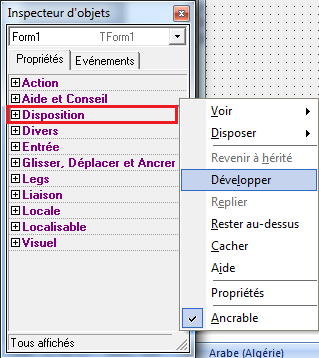 Inspecteur d'objets
Form1 TForm1
Propriétés Evénements
Action
Aide et Conseil
Disposition
Divers
Entrée
Glisser, Déplacer et Ancrer
Legs
Liaison
Locale
Localisable
Visuel
Tous affichés
Voir
Disposer
Revenir à hérité
Développer
Replier
Rester au-dessus
Cacher
Aide
Propriétés
Ancrable
Arabe (Algérie)